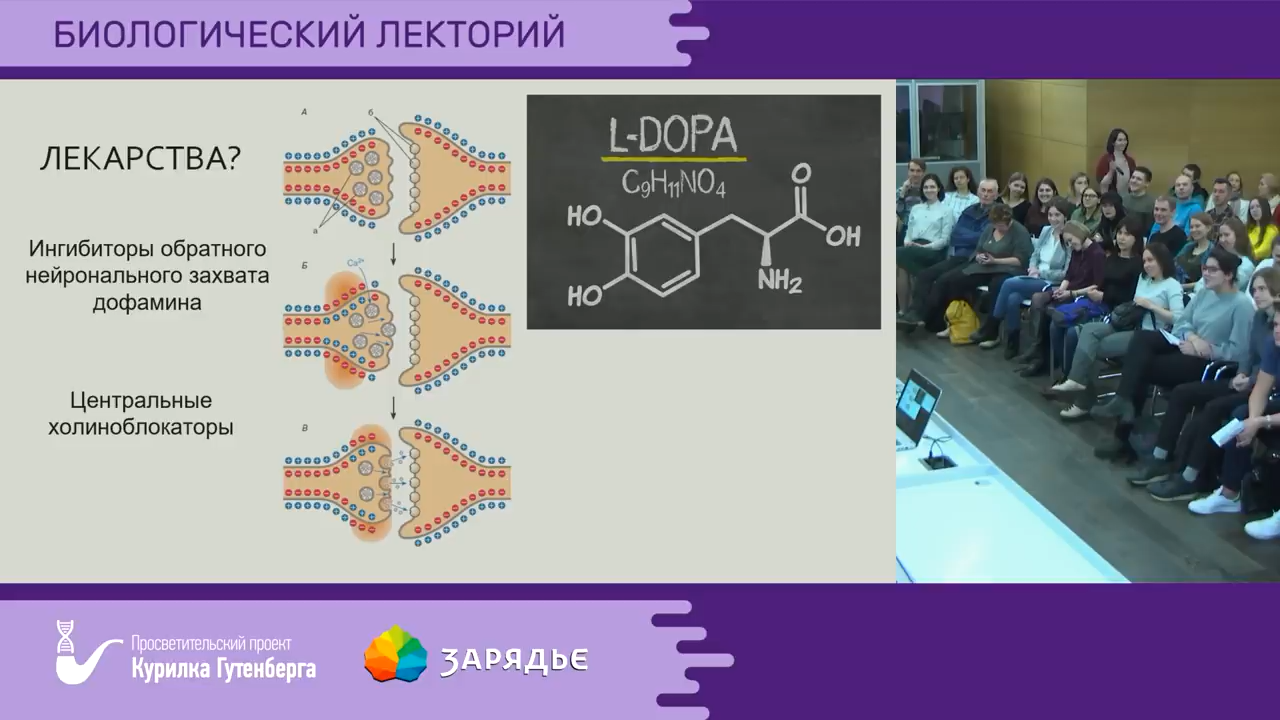 БИОЛОГИЧЕСКИЙ ЛЕКТОРИЙ
ЛЕКАРСТВА?
Ингибиторы обратного
нейронального захвата
дофамина
Центральные
холиноблокаторы
А
б
а
Б
Ca²⁺
В
L-DOPA
C₉H₁₁NO₄
HO
HO
O
OH
NH₂
Просветительский проект
Курилка Гутенберга
ЗАРЯДЬЕ